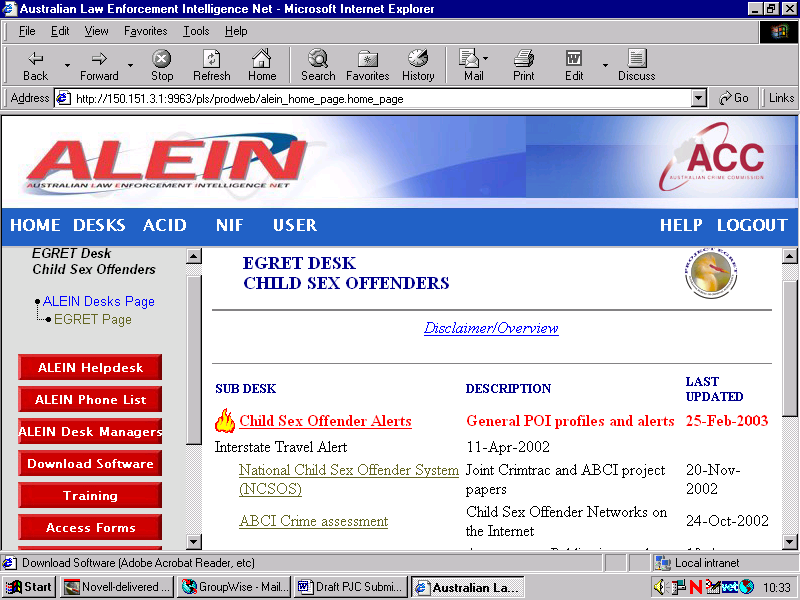 Australian Law Enforcement Intelligence Net - Microsoft Internet Explorer
File Edit View Favorites Tools Help
Back Forward Stop Refresh Home Search Favorites History Mail Print Edit Discuss
Address http://150.151.3.1:9963/pls/prodweb/alein_home_page.home_page Go Links
ALEIN
AUSTRALIAN LAW ENFORCEMENT INTELLIGENCE NET
ACC
AUSTRALIAN CRIME COMMISSION
HOME DESKS ACID NIF USER HELP LOGOUT
EGRET Desk
Child Sex Offenders
ALEIN Desks Page
EGRET Page
ALEIN Helpdesk
ALEIN Phone List
ALEIN Desk Managers
Download Software
Training
Access Forms
EGRET DESK
CHILD SEX OFFENDERS
PROJECT EGRET
Disclaimer/Overview
SUB DESK DESCRIPTION LAST
UPDATED
Child Sex Offender Alerts General POI profiles and alerts 25-Feb-2003
Interstate Travel Alert 11-Apr-2002
National Child Sex Offender System Joint Crimtrac and ABCI project 20-Nov-
(NCSOS) papers 2002
ABCI Crime assessment Child Sex Offender Networks on 24-Oct-2002
the Internet
Download Software (Adobe Acrobat Reader, etc) Local intranet
Start Novell-delivered ... GroupWise - Mail... Draft PJC Submi... Australian La... 10:33